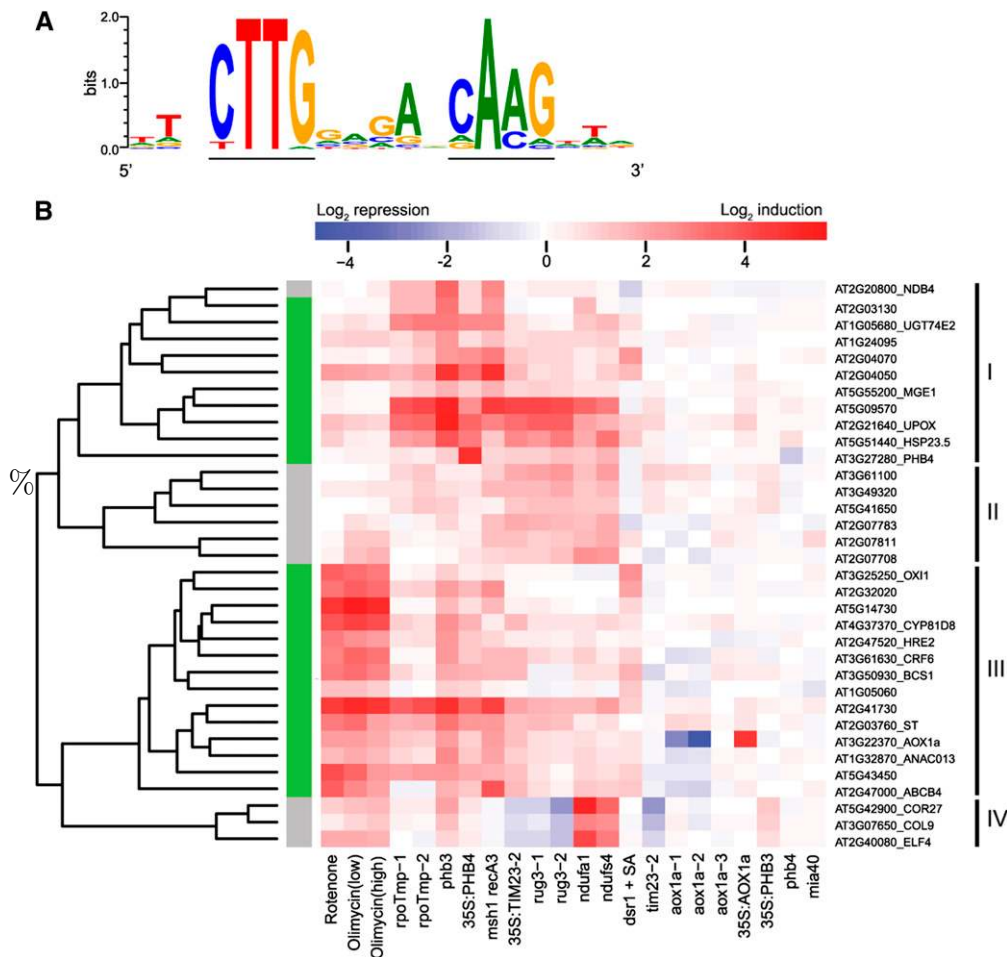 A
2.0
1.0
0.0
bits
5'
3'
B
Log2 repression
Log2 induction
−4
-2
0
2
4
%
AT2G20800_NDB4
AT2G03130
AT1G05680_UGT74E2
AT1G24095
AT2G04070
AT2G04050
AT5G55200_MGE1
AT5G09570
AT2G21640_UPOX
AT5G51440_HSP23.5
AT3G27280_PHB4
AT3G61100
AT3G49320
AT5G41650
AT2G07783
AT2G07811
AT2G07708
AT3G25250_OXI1
AT2G32020
AT5G14730
AT4G37370_CYP81D8
AT2G47520_HRE2
AT3G61630_CRF6
AT3G50930_BCS1
AT1G05060
AT2G41730
AT2G03760_ST
AT3G22370_AOX1a
AT1G32870_ANAC013
AT5G43450
AT2G47000_ABCB4
AT5G42900_COR27
AT3G07650_COL9
AT2G40080_ELF4
I
II
III
IV
Rotenone
Olimycin(low)
Olimycin(high)
rpoTmp-1
rpoTmp-2
phb3
35S:PHB4
msh1 recA3
35S:TIM23-2
rug3-1
rug3-2
ndufa1
ndufs4
dsr1 + SA
tim23-2
aox1a-1
aox1a-2
aox1a-3
35S:AOX1a
35S:PHB3
phb4
mia40